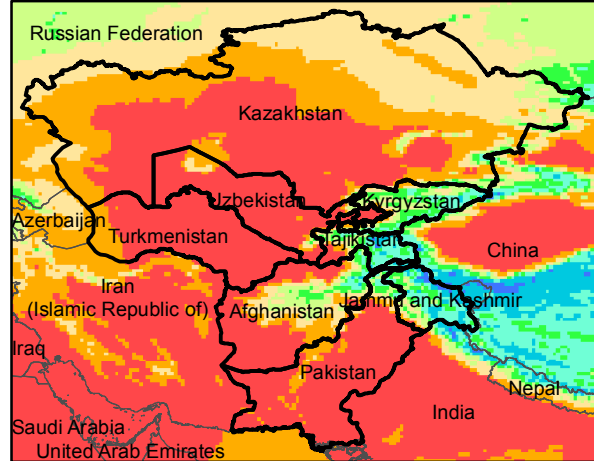 Russian Federation
Kazakhstan
Uzbekistan
Kyrgyzstan
Azerbaijan
Turkmenistan
Tajikistan
China
Iran
(Islamic Republic of)
Afghanistan
Jammu and Kashmir
Iraq
Pakistan
Nepal
India
Saudi Arabia
United Arab Emirates